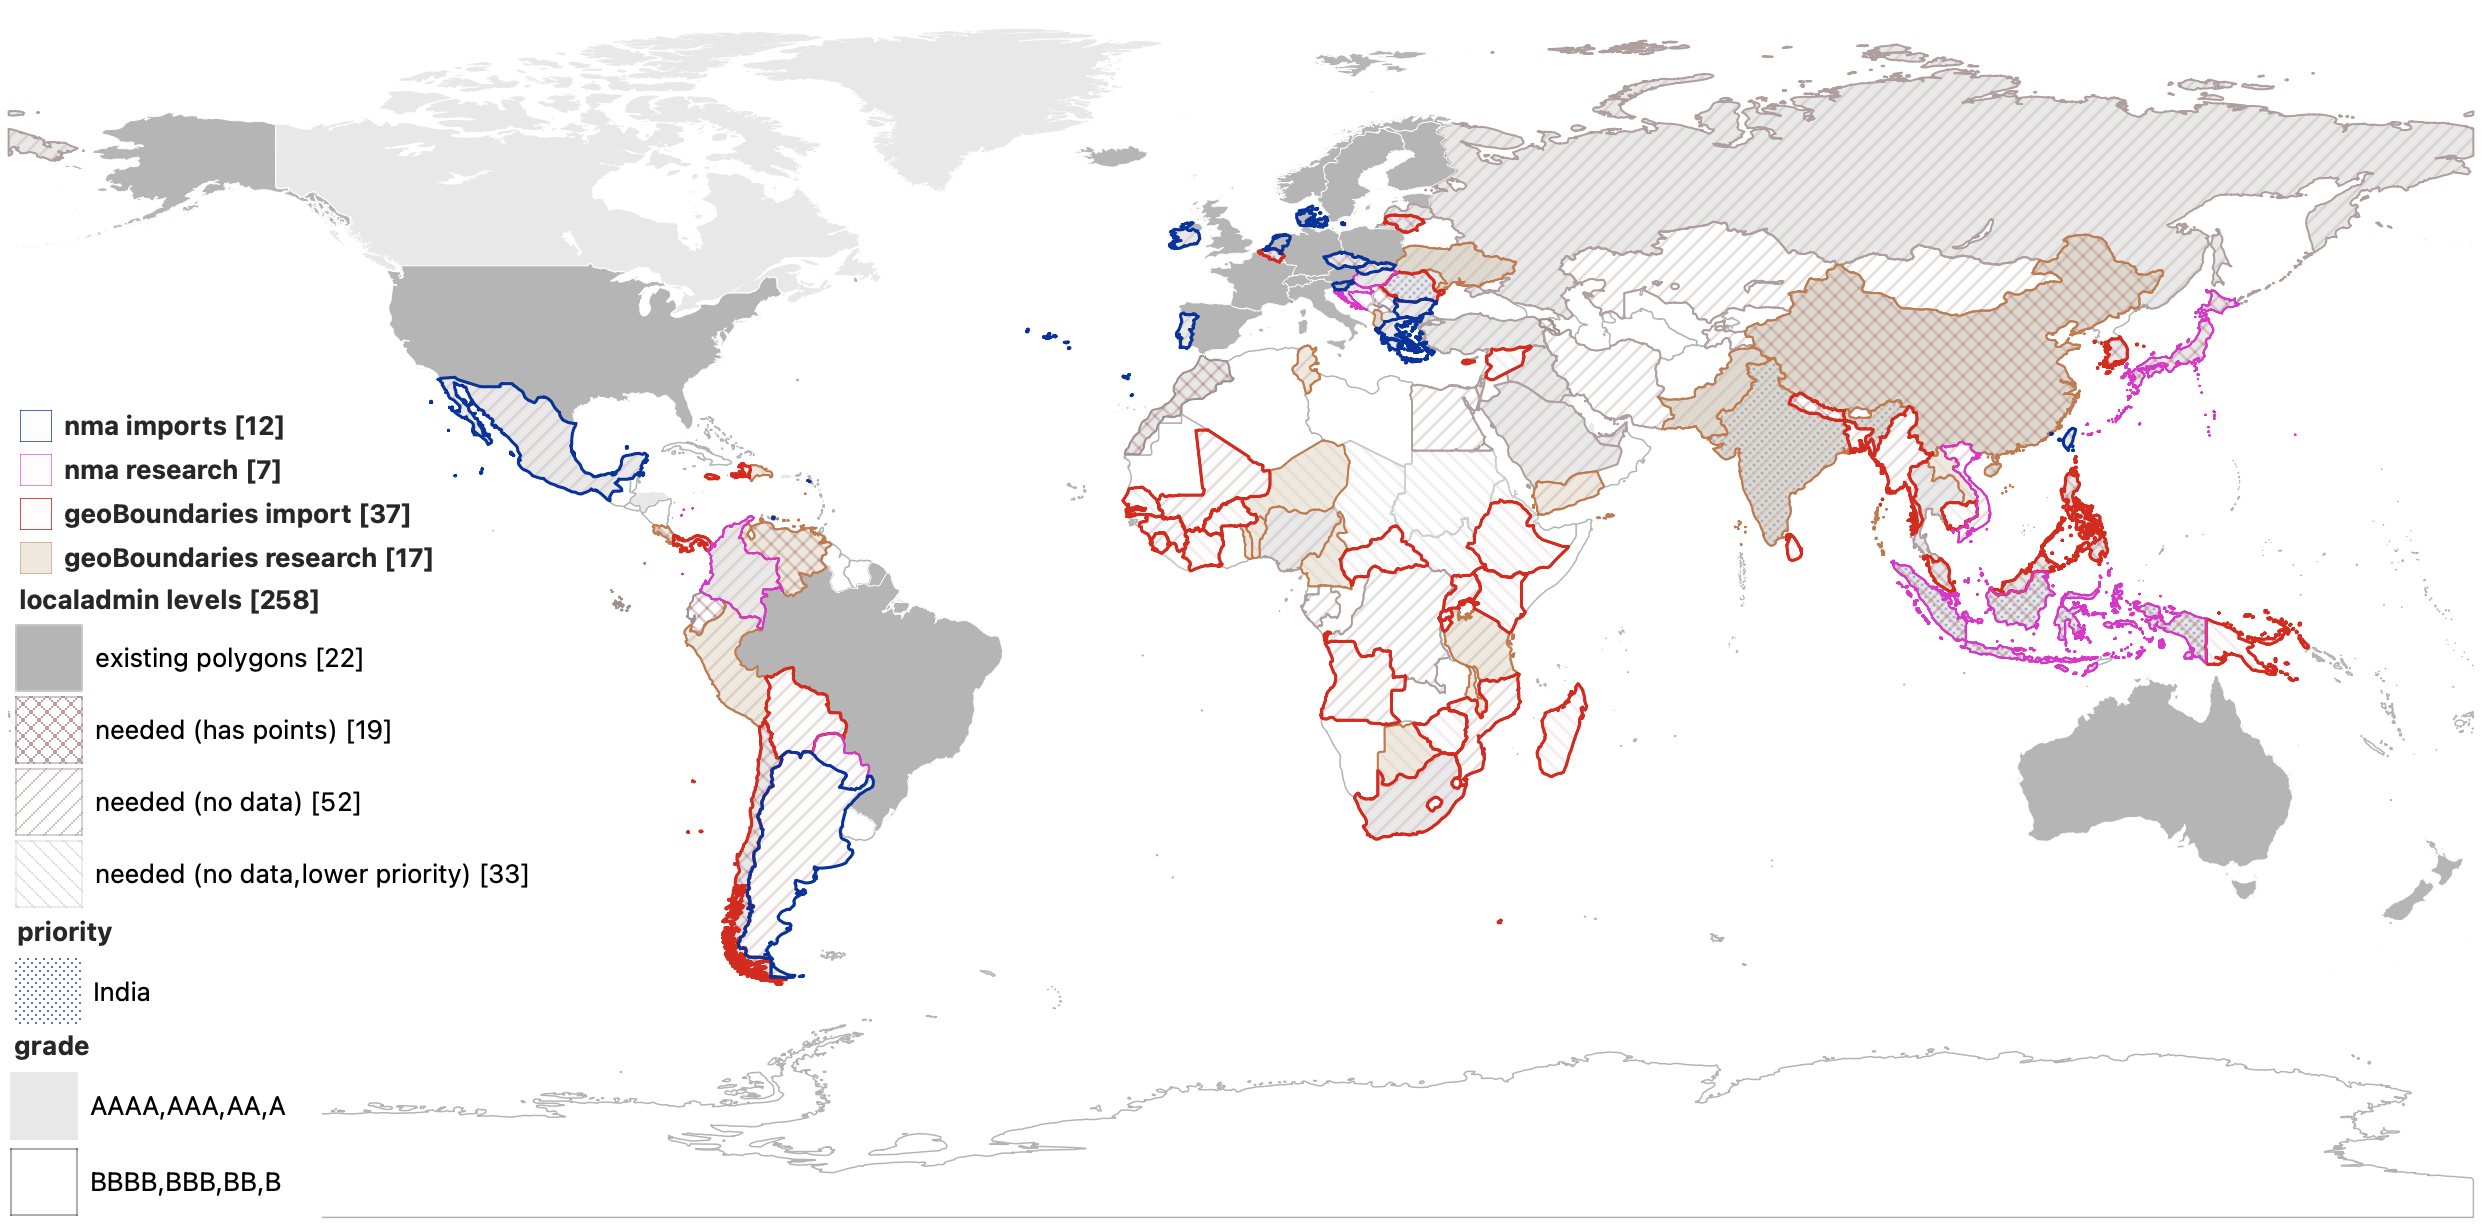 nma imports [12]
nma research [7]
geoBoundaries import [37]
geoBoundaries research [17]
localadmin levels [258]
existing polygons [22]
needed (has points) [19]
needed (no data) [52]
needed (no data,lower priority) [33]
priority
India
grade
AAAA,AAA,AA,A
BBBB,BBB,BB,B